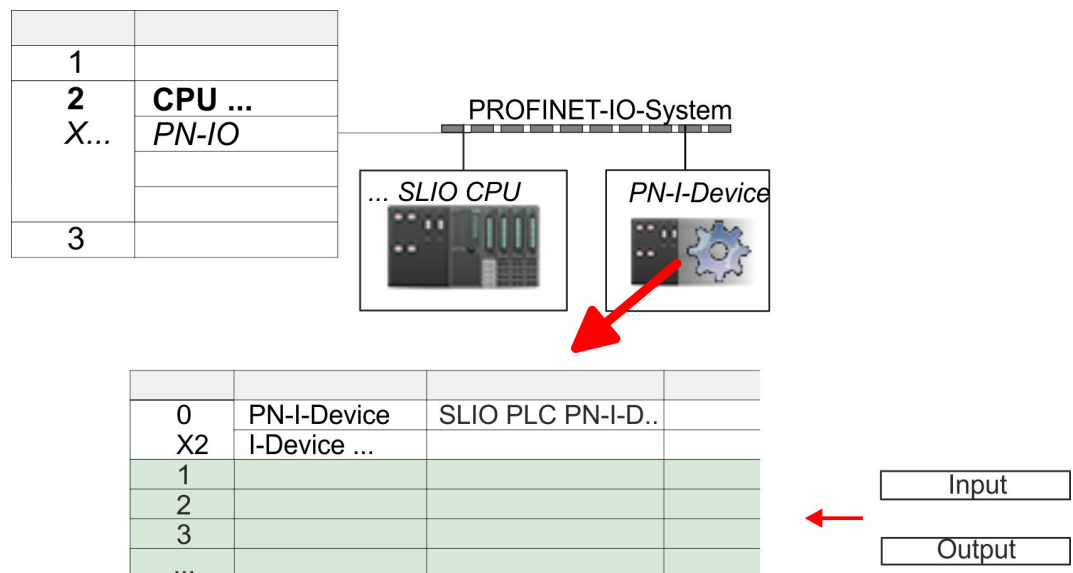 1
2 CPU ...
X... PN-IO
3
PROFINET-IO-System
... SLIO CPU
PN-I-Device
0 PN-I-Device SLIO PLC PN-I-D..
X2 I-Device ...
1
2
3
...
Input
Output